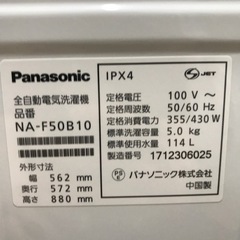 Panasonic
全自動電気洗濯機
品番
NA-F50B10
外形寸法
幅 562 mm
奥行 572 mm
高さ 880 mm
IPX4
S JET
定格電圧 100 V～
定格周波数 50/60 Hz
定格消費電力 355/430 W
標準洗濯容量 5.0 kg
標準使用水量 114 L
製造番号 1712306025
PS E
パナソニック株式会社
中国製